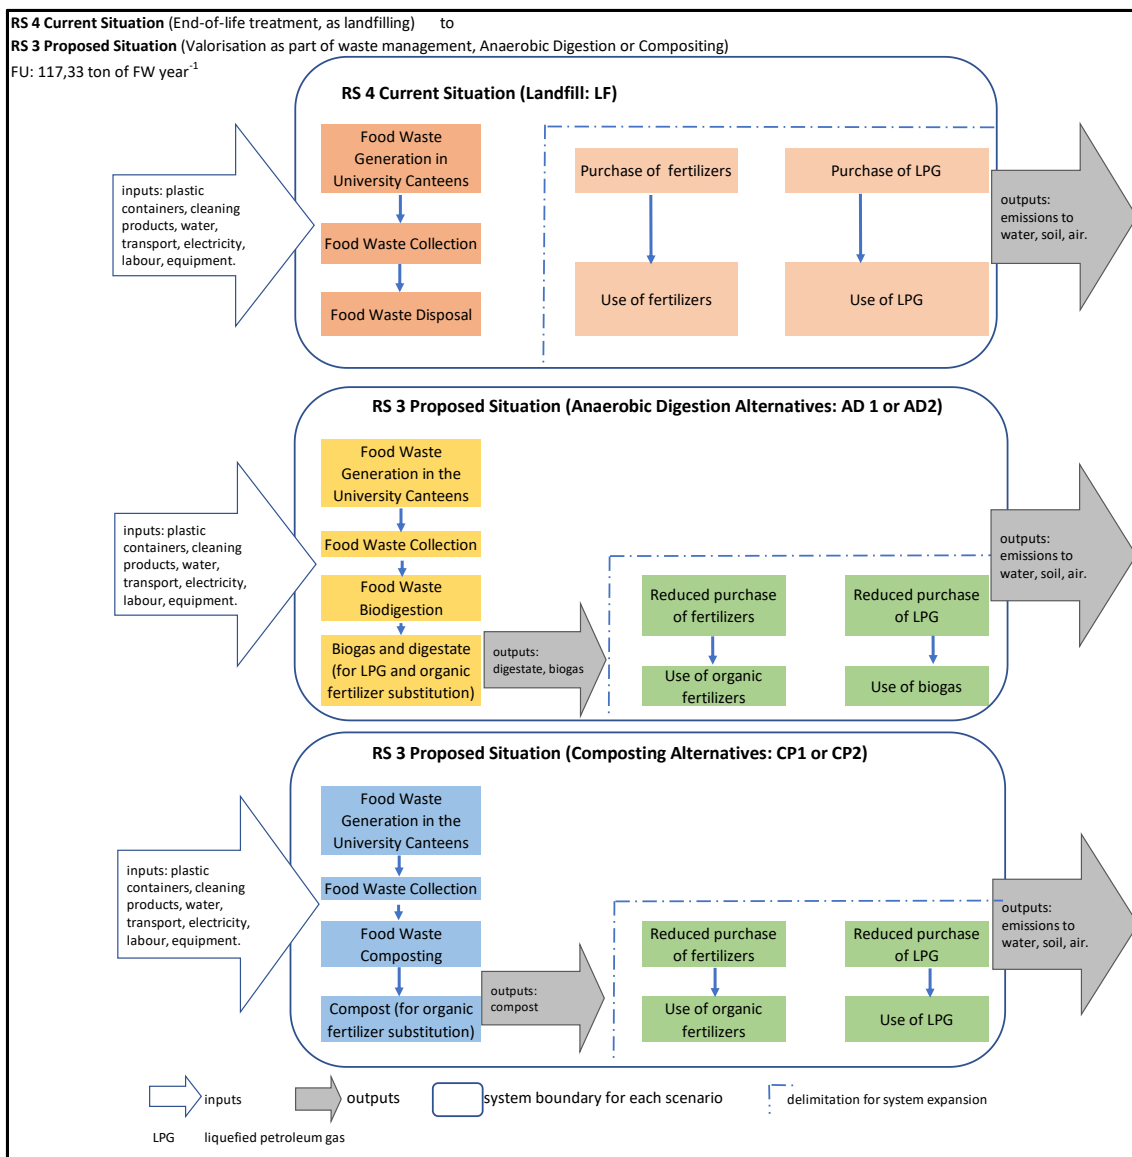 RS 4 Current Situation (End-of-life treatment, as landfilling) to
RS 3 Proposed Situation (Valorisation as part of waste management, Anaerobic Digestion or Compositing)
FU: 117,33 ton of FW year-1
RS 4 Current Situation (Landfill: LF)
inputs: plastic
containers, cleaning
products, water,
transport, electricity,
labour, equipment.
Food Waste
Generation in
University Canteens
Food Waste Collection
Food Waste Disposal
Purchase of fertilizers
Use of fertilizers
Purchase of LPG
Use of LPG
outputs:
emissions to
water, soil, air.
RS 3 Proposed Situation (Anaerobic Digestion Alternatives: AD 1 or AD2)
inputs: plastic
containers, cleaning
products, water,
transport, electricity,
labour, equipment.
Food Waste
Generation in the
University Canteens
Food Waste Collection
Food Waste
Biodigestion
Biogas and digestate
(for LPG and organic
fertilizer substitution)
outputs:
digestate, biogas
Reduced purchase
of fertilizers
Use of organic
fertilizers
Reduced purchase
of LPG
Use of biogas
outputs:
emissions to
water, soil, air.
RS 3 Proposed Situation (Composting Alternatives: CP1 or CP2)
inputs: plastic
containers, cleaning
products, water,
transport, electricity,
labour, equipment.
Food Waste
Generation in the
University Canteens
Food Waste Collection
Food Waste
Composting
Compost (for organic
fertilizer substitution)
outputs:
compost
Reduced purchase
of fertilizers
Use of organic
fertilizers
Reduced purchase
of LPG
Use of LPG
outputs:
emissions to
water, soil, air.
inputs
outputs
system boundary for each scenario
delimitation for system expansion
LPG liquefied petroleum gas